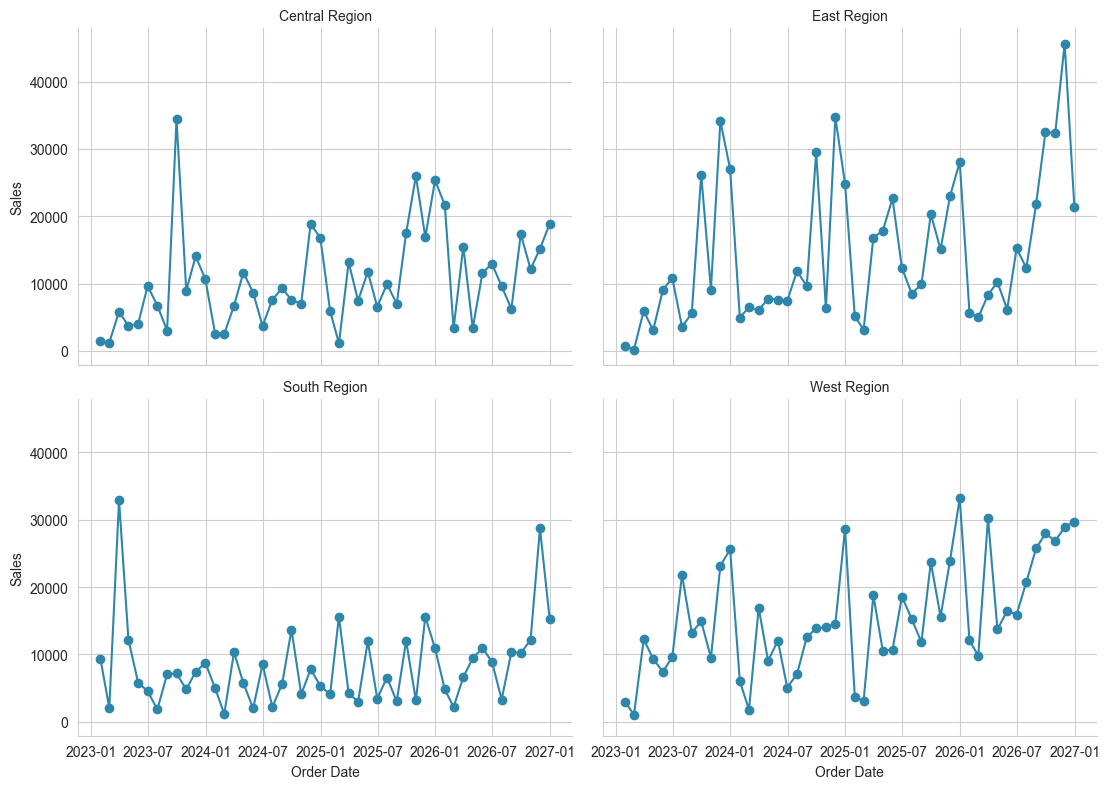 Central Region
East Region
40000
30000
20000
10000
0
Sales
South Region
West Region
40000
30000
20000
10000
0
Sales
2023-01 2023-07 2024-01 2024-07 2025-01 2025-07 2026-01 2026-07 2027-01
Order Date
2023-01 2023-07 2024-01 2024-07 2025-01 2025-07 2026-01 2026-07 2027-01
Order Date